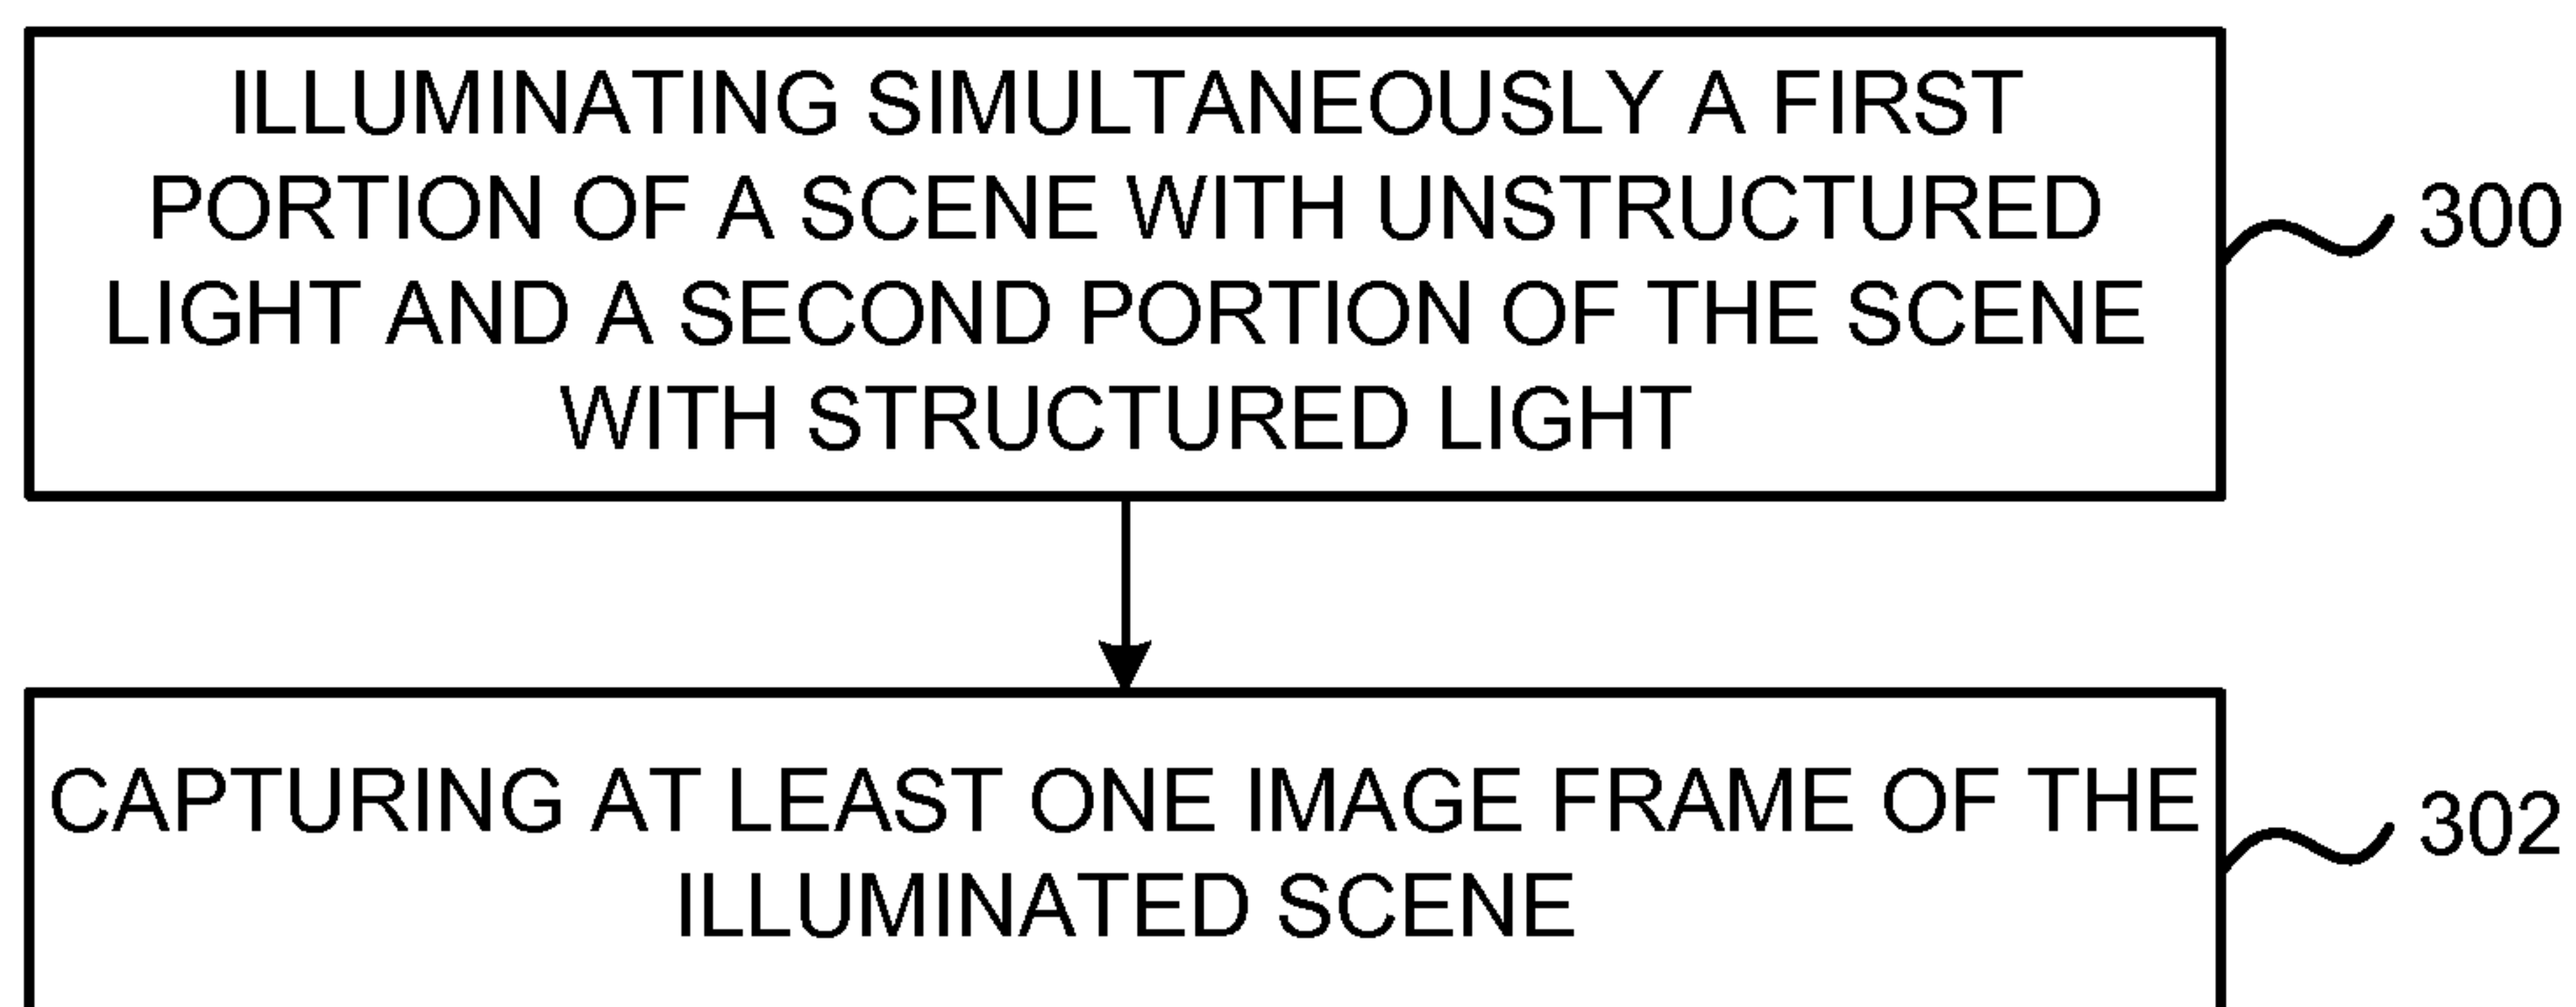 ILLUMINATING SIMULTANEOUSLY A FIRST
PORTION OF A SCENE WITH UNSTRUCTURED
LIGHT AND A SECOND PORTION OF THE SCENE
WITH STRUCTURED LIGHT
300
CAPTURING AT LEAST ONE IMAGE FRAME OF THE
ILLUMINATED SCENE
302